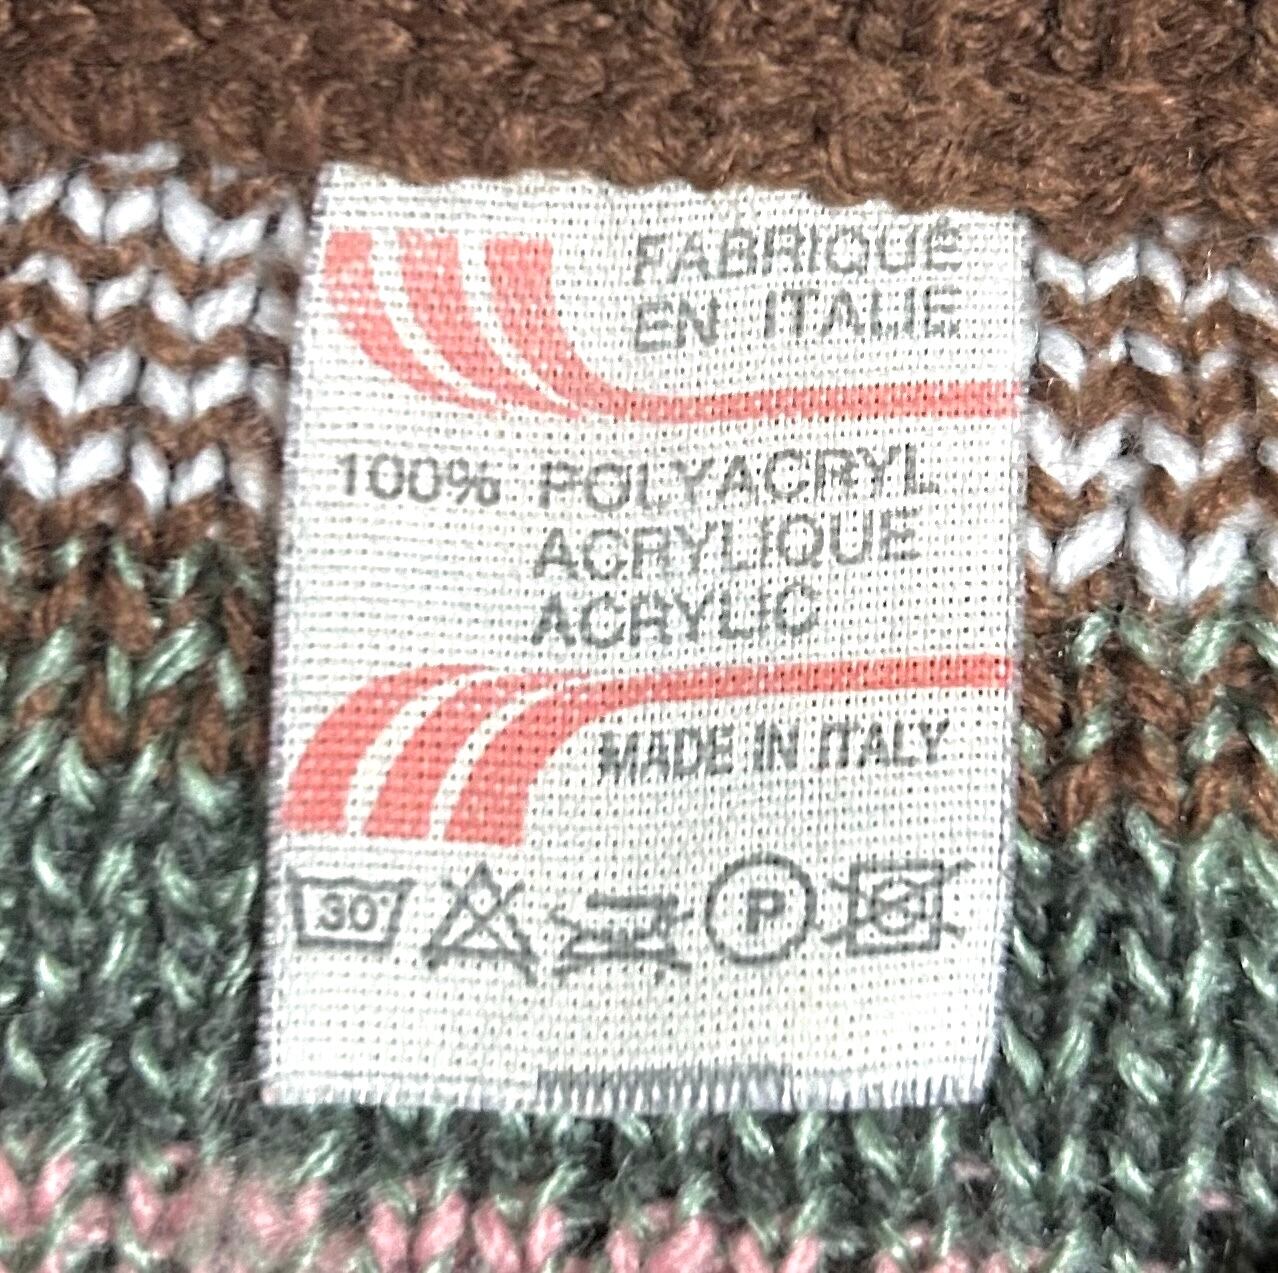 FABRIQUÉ
EN ITALIE
100% POLYACRYL
ACRYLIQUE
ACRYLIC
MADE IN ITALY
30°
P